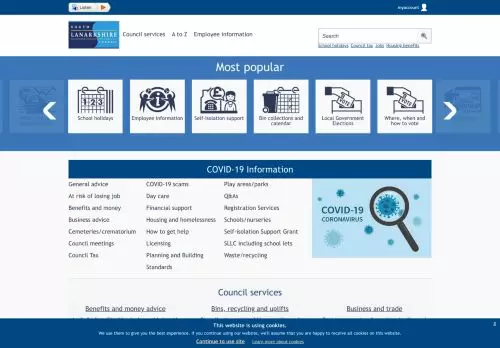 Listen
myaccount
SOUTH
LANARKSHIRE
COUNCIL
Council services
A to Z
Employee information
Search
School holidays
Council tax
Jobs
Housing benefits
Most popular
School holidays
Employee information
Self-isolation support
Bin collections and calendar
Local Government Elections
Where, when and how to vote
VOTE
VOTE
COVID-19 Information
General advice
COVID-19 scams
Play areas/parks
At risk of losing job
Day care
Q&As
Benefits and money
Financial support
Registration Services
Business advice
Housing and homelessness
Schools/nurseries
Cemeteries/crematorium
How to get help
Self-isolation Support Grant
Council meetings
Licensing
SLLC including school lets
Council Tax
Planning and Building
Standards
Waste/recycling
COVID-19
CORONAVIRUS
Council services
Benefits and money advice
Bins, recycling and uplifts
Business and trade
This website is using cookies.
We use them to give you the best experience. If you continue using our website, we'll assume that you are happy to receive all cookies on this website.
Continue to use site
Learn more about cookies
x